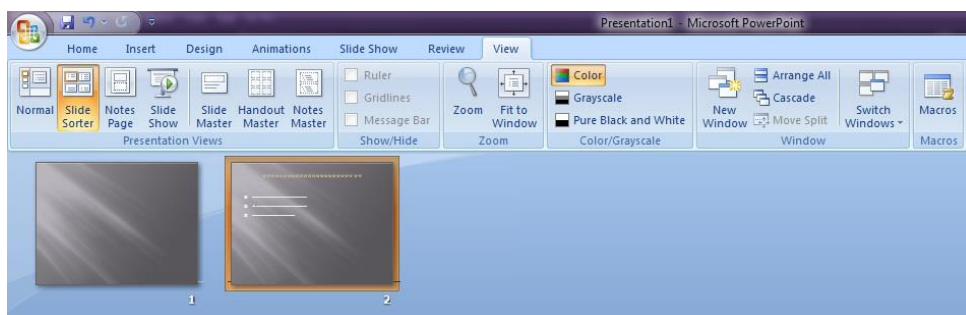 Presentation1 - Microsoft PowerPoint
Home Insert Design Animations Slide Show Review View
Normal
Slide Sorter
Notes Page
Slide Show
Slide Master
Handout Master
Notes Master
Presentation Views
Ruler
Gridlines
Message Bar
Show/Hide
Zoom
Fit to Window
Zoom
Color
Grayscale
Pure Black and White
Color/Grayscale
New Window
Arrange All
Cascade
Move Split
Switch Windows
Window
Macros
Macros
1
2